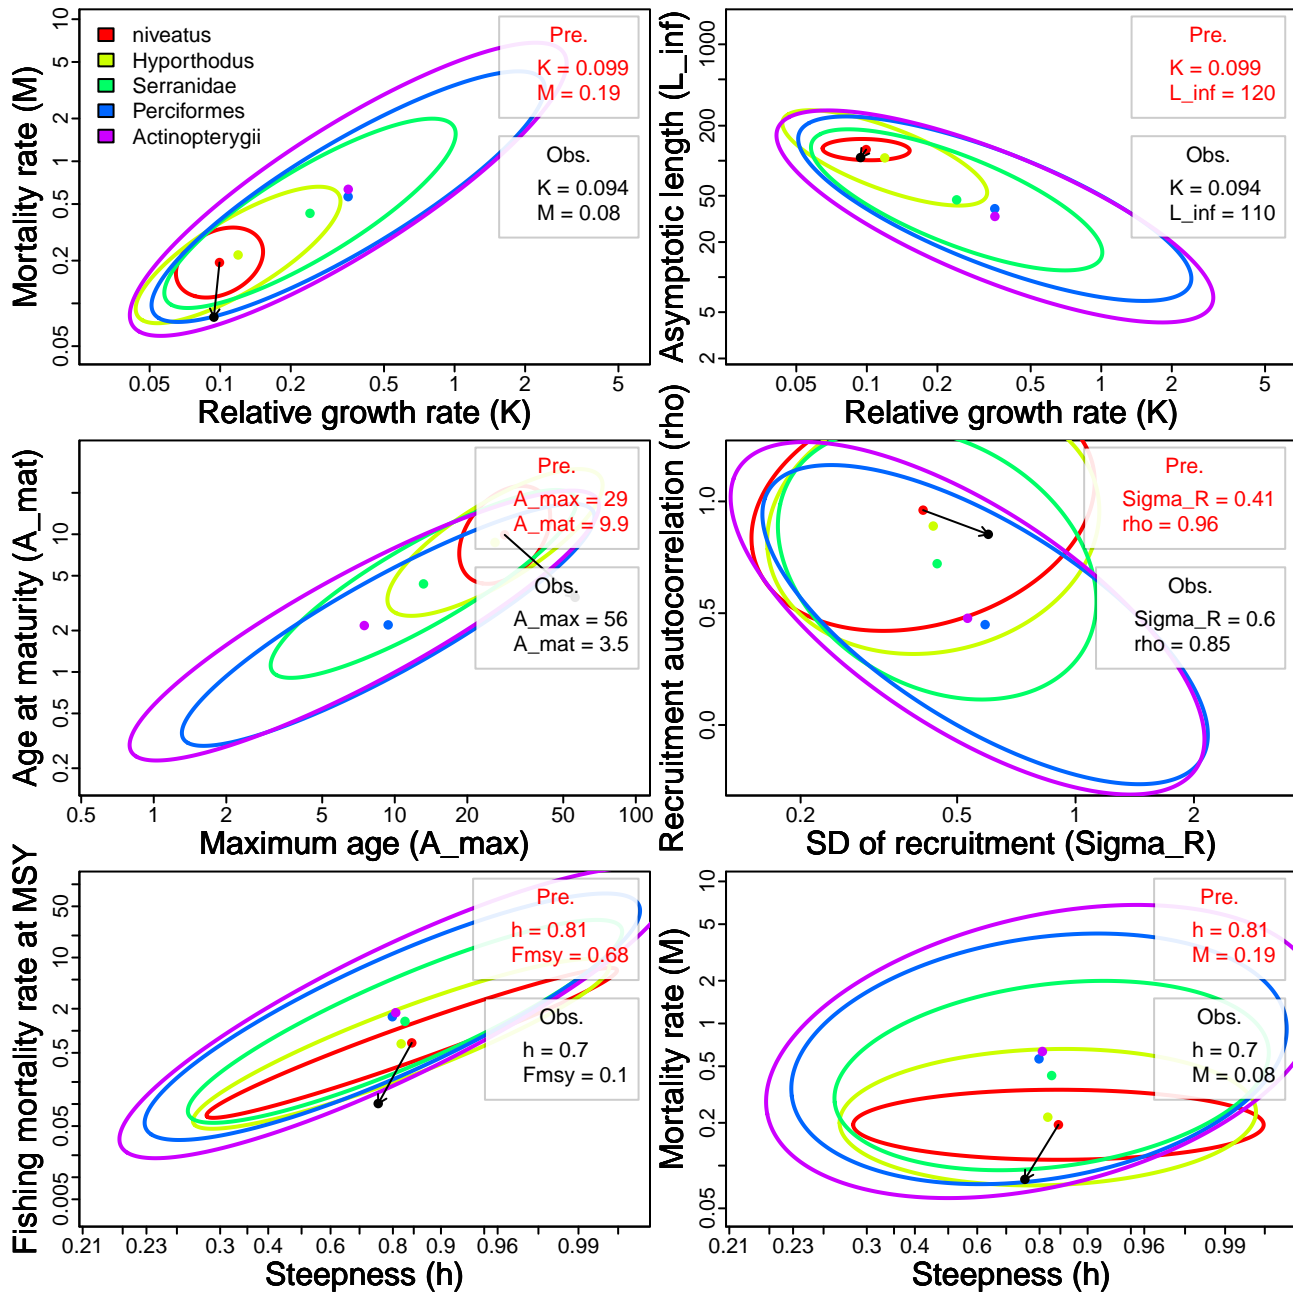 Mortality rate (M)
10
5
2
1
0.5
0.2
0.05
niveatus
Hyporthodus
Serranidae
Perciformes
Actinopterygii
Pre.
K = 0.099
M = 0.19
Obs.
K = 0.094
M = 0.08
0.05 0.1 0.2 0.5 1 2 5
Relative growth rate (K)
Asymptotic length (L_inf)
1000
200
50
20
5
2
Pre.
K = 0.099
L_inf = 120
Obs.
K = 0.094
L_inf = 110
0.05 0.1 0.2 0.5 1 2 5
Relative growth rate (K)
Age at maturity (A_mat)
10
5
2
1
0.5
0.2
Pre.
A_max = 29
A_mat = 9.9
Obs.
A_max = 56
A_mat = 3.5
0.5 1 2 5 10 20 50 100
Maximum age (A_max)
Recruitment autocorrelation (rho)
1.0
0.5
0.0
Pre.
Sigma_R = 0.41
rho = 0.96
Obs.
Sigma_R = 0.6
rho = 0.85
0.2 0.5 1 2
SD of recruitment (Sigma_R)
Fishing mortality rate at MSY
50
10
2
0.5
0.05
0.005
Pre.
h = 0.81
Fmsy = 0.68
Obs.
h = 0.7
Fmsy = 0.1
0.21 0.23 0.3 0.4 0.6 0.8 0.9 0.96 0.99
Steepness (h)
Mortality rate (M)
10
5
2
1
0.5
0.2
0.05
Pre.
h = 0.81
M = 0.19
Obs.
h = 0.7
M = 0.08
0.21 0.23 0.3 0.4 0.6 0.8 0.9 0.96 0.99
Steepness (h)